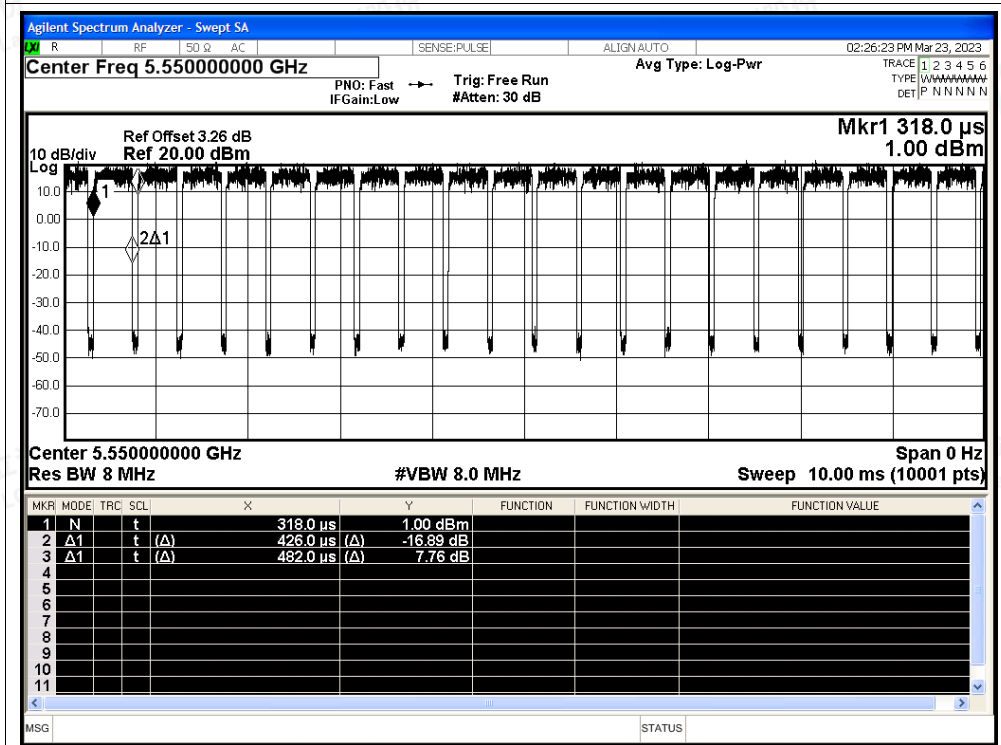 Agilent Spectrum Analyzer - Swept SA
LXI R RF 50 Ω AC SENSE:PULSE ALIGN AUTO 02:26:23 PM Mar 23, 2023
Center Freq 5.550000000 GHz Avg Type: Log-Pwr TRACE 1 2 3 4 5 6
PNO: Fast Trig: Free Run TYPE
IFGain:Low #Atten: 30 dB DET P N N N N N
Mkr1 318.0 µs
Ref Offset 3.26 dB
10 dB/div Ref 20.00 dBm 1.00 dBm
Log
10.0
1
0.00
2Δ1
-10.0
-20.0
-30.0
-40.0
-50.0
-60.0
-70.0
Center 5.550000000 GHz Span 0 Hz
Res BW 8 MHz #VBW 8.0 MHz Sweep 10.00 ms (10001 pts)
MKR MODE TRC SCL X Y FUNCTION FUNCTION WIDTH FUNCTION VALUE
1 N t 318.0 µs 1.00 dBm
2 Δ1 t (Δ) 426.0 µs (Δ) -16.89 dB
3 Δ1 t (Δ) 482.0 µs (Δ) 7.76 dB
4
5
6
7
8
9
10
11
MSG STATUS